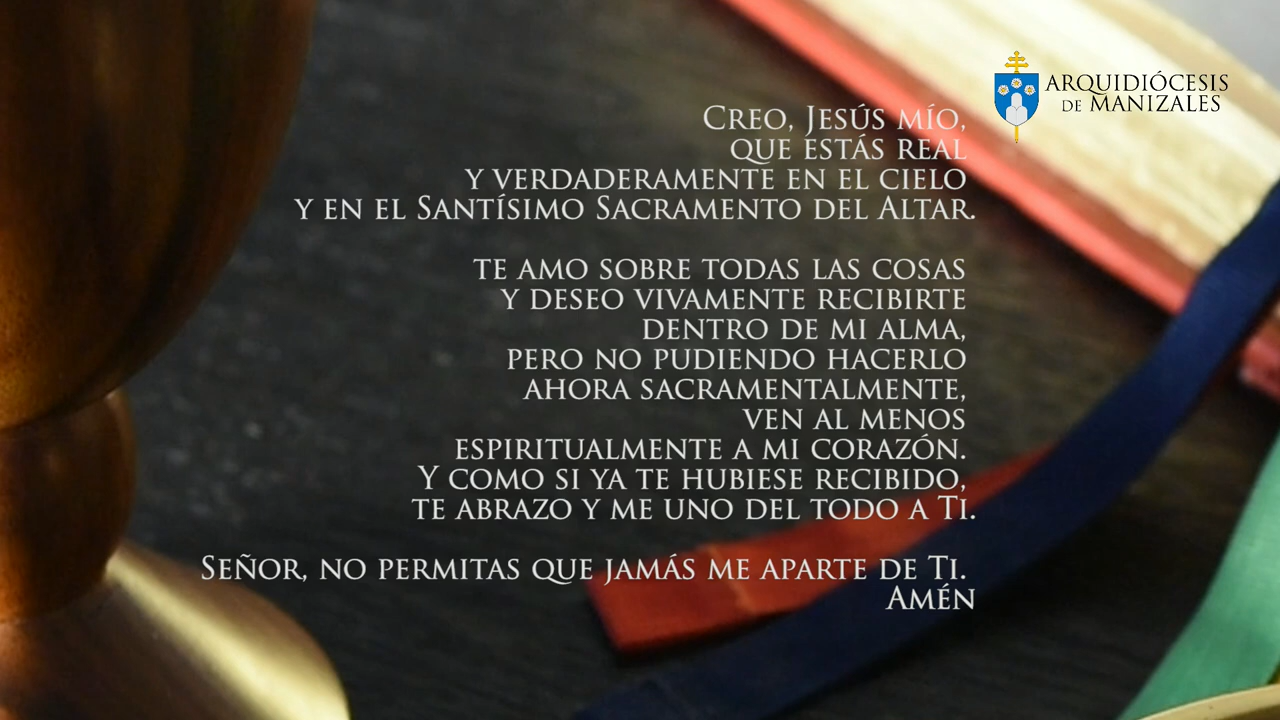 ARQUIDIÓCESIS
DE MANIZALES
Creo, Jesús mío,
que estás real
y verdaderamente en el cielo
y en el Santísimo Sacramento del Altar.
te amo sobre todas las cosas
y deseo vivamente recibirte
dentro de mi alma,
pero no pudiendo hacerlo
ahora sacramentalmente,
ven al menos
espiritualmente a mi corazón.
Y como si ya te hubiese recibido,
te abrazo y me uno del todo a Ti.
Señor, no permitas que jamás me aparte de Ti.
Amén